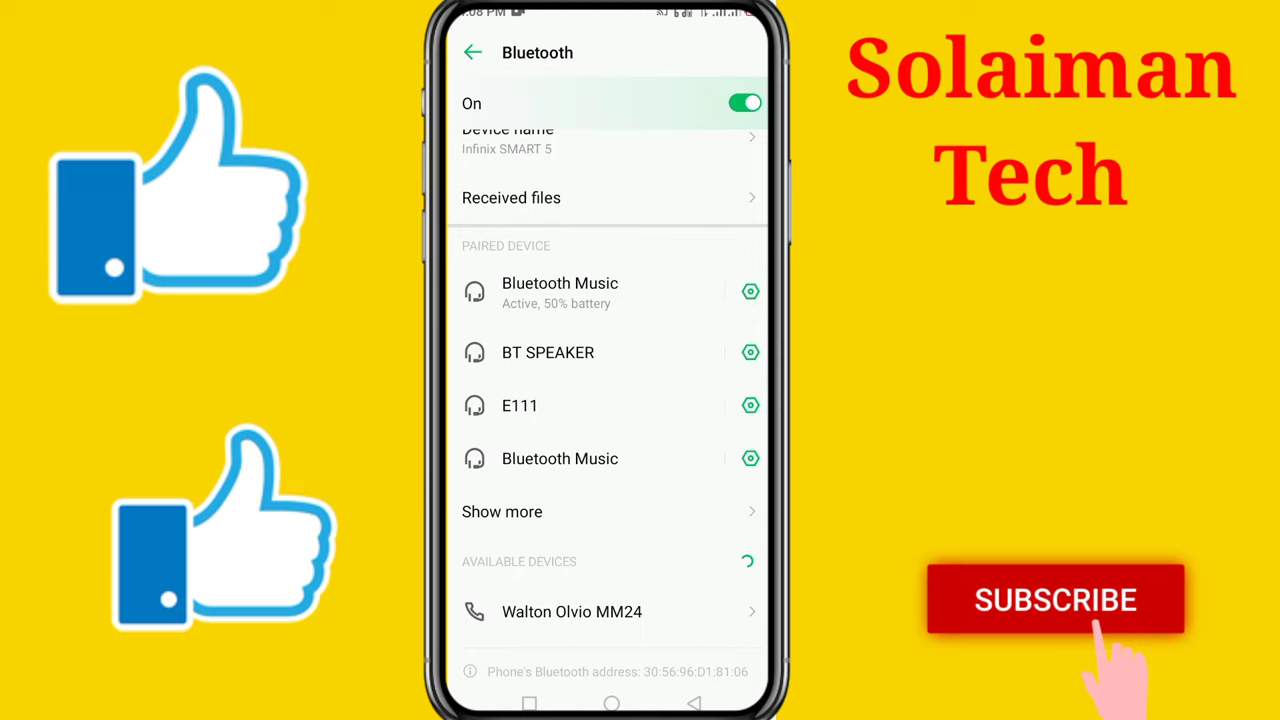 :08 PM
Bluetooth
On
Device name
Infinix SMART 5
Received files
PAIRED DEVICE
Bluetooth Music
Active, 50% battery
BT SPEAKER
E111
Bluetooth Music
Show more
AVAILABLE DEVICES
Walton Olvio MM24
Phone's Bluetooth address: 30:56:96:D1:81:06
Solaiman
Tech
SUBSCRIBE